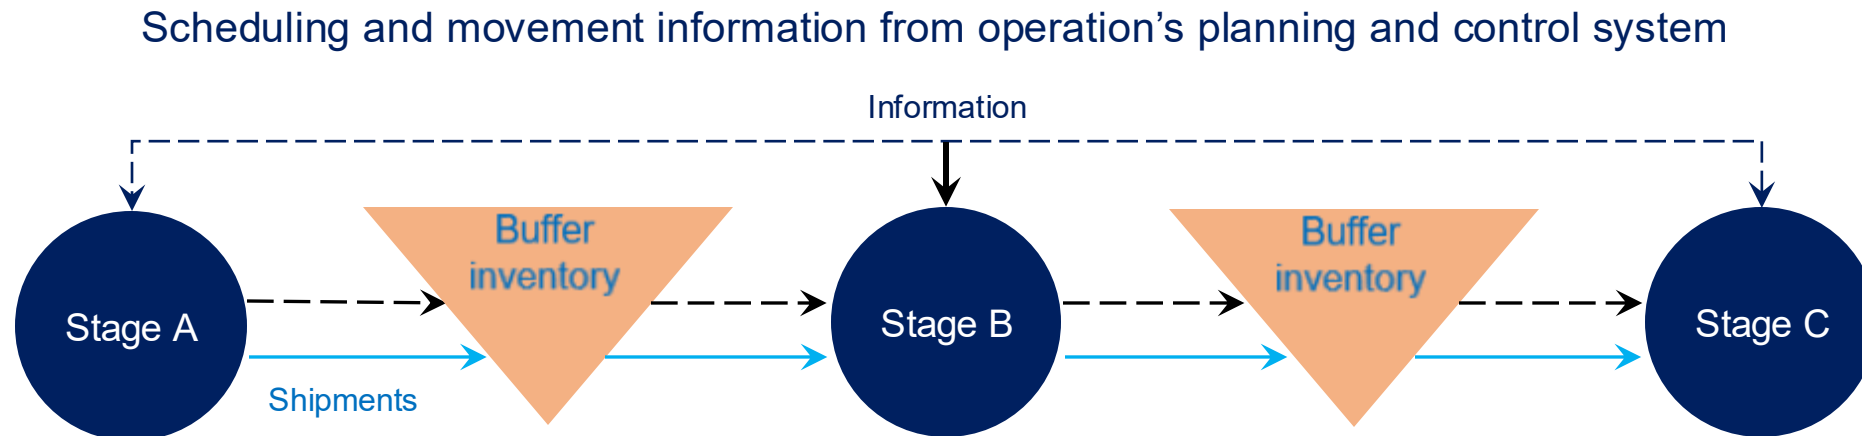 Scheduling and movement information from operation’s planning and control system
Information
Buffer
inventory
Buffer
inventory
Stage A
Stage B
Stage C
Shipments